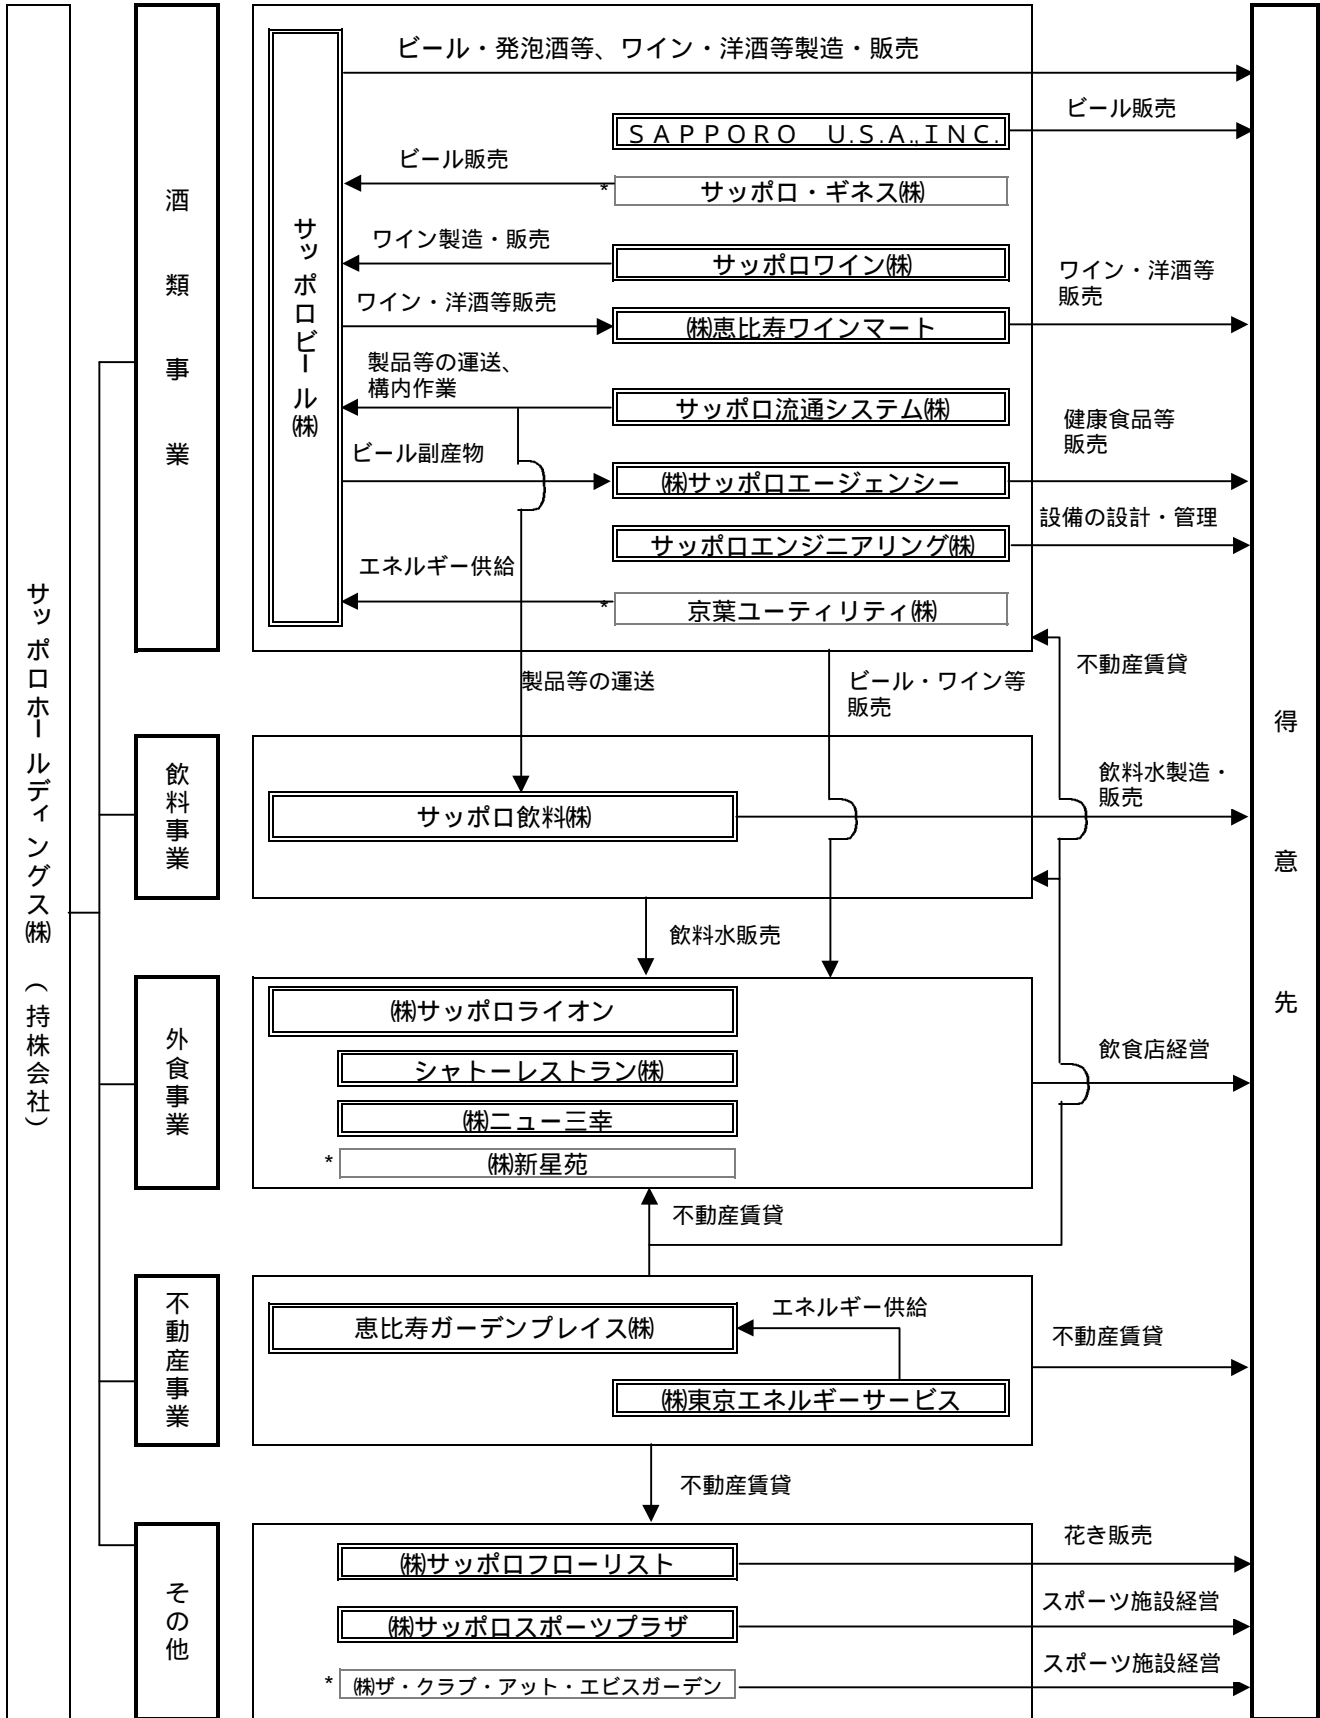 サッポロホールディングス㈱（持株会社）
酒類事業
サッポロビール㈱
ビール・発泡酒等、ワイン・洋酒等製造・販売
ＳＡＰＰＯＲＯ　U.S.A.,ＩＮＣ.
ビール販売
ビール販売
* サッポロ・ギネス㈱
ワイン製造・販売
サッポロワイン㈱
ワイン・洋酒等販売
㈱恵比寿ワインマート
ワイン・洋酒等
販売
製品等の運送、
構内作業
サッポロ流通システム㈱
ビール副産物
㈱サッポロエージェンシー
健康食品等
販売
サッポロエンジニアリング㈱
設備の設計・管理
エネルギー供給
* 京葉ユーティリティ㈱
製品等の運送
ビール・ワイン等
販売
不動産賃貸
飲料事業
サッポロ飲料㈱
飲料水製造・
販売
飲料水販売
外食事業
㈱サッポロライオン
シャトーレストラン㈱
㈱ニュー三幸
* ㈱新星苑
飲食店経営
不動産賃貸
不動産事業
恵比寿ガーデンプレイス㈱
エネルギー供給
㈱東京エネルギーサービス
不動産賃貸
不動産賃貸
その他
㈱サッポロフローリスト
花き販売
㈱サッポロスポーツプラザ
スポーツ施設経営
* ㈱ザ・クラブ・アット・エビスガーデン
スポーツ施設経営
得意先